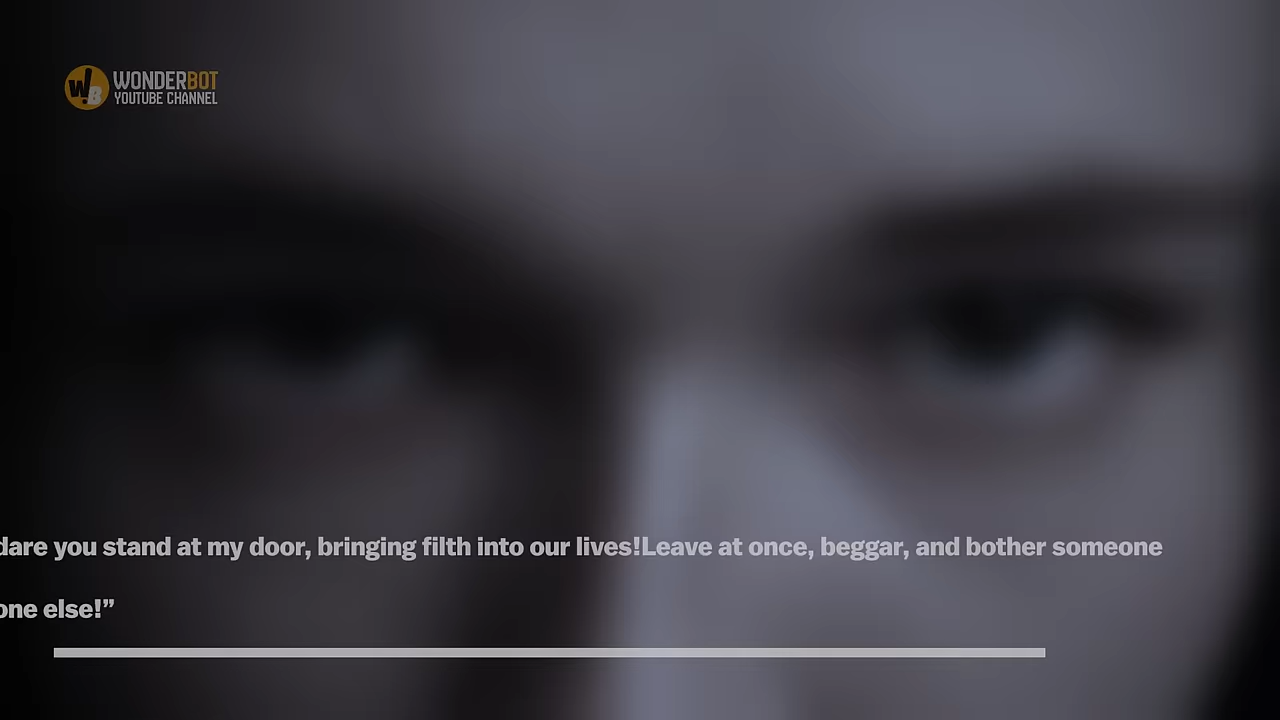 WONDERBOT
YOUTUBE CHANNEL
dare you stand at my door, bringing filth into our lives!Leave at once, beggar, and bother someone
one else!”